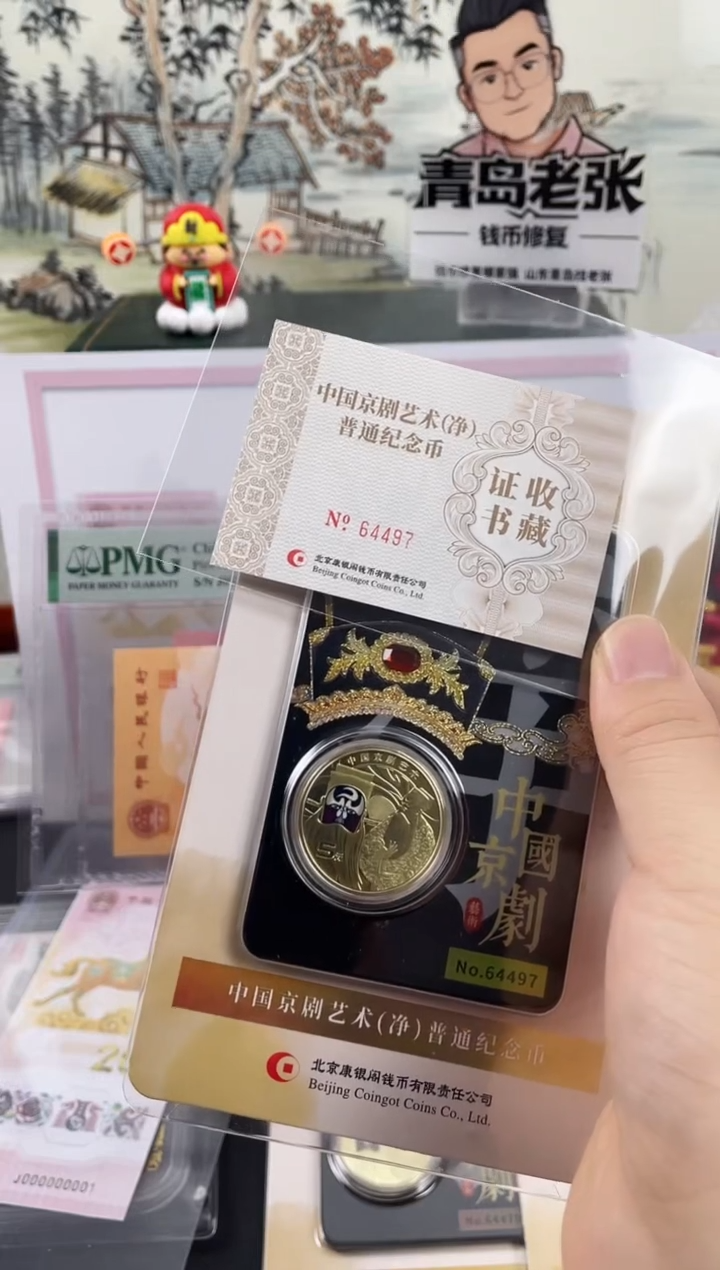 青岛老张
钱币修复
中国京剧艺术(净)
普通纪念币
收藏
证书
Nº 64497
北京康银阁钱币有限责任公司
Beijing Coingot Coins Co., Ltd.
PMG
PAPER MONEY GUARANTY
S/N
中国人民银行
中国京剧艺术
5元
中國
京劇
藝術
No.64497
中国京剧艺术(净)普通纪念币
北京康银阁钱币有限责任公司
Beijing Coingot Coins Co., Ltd.
J000000001
劇